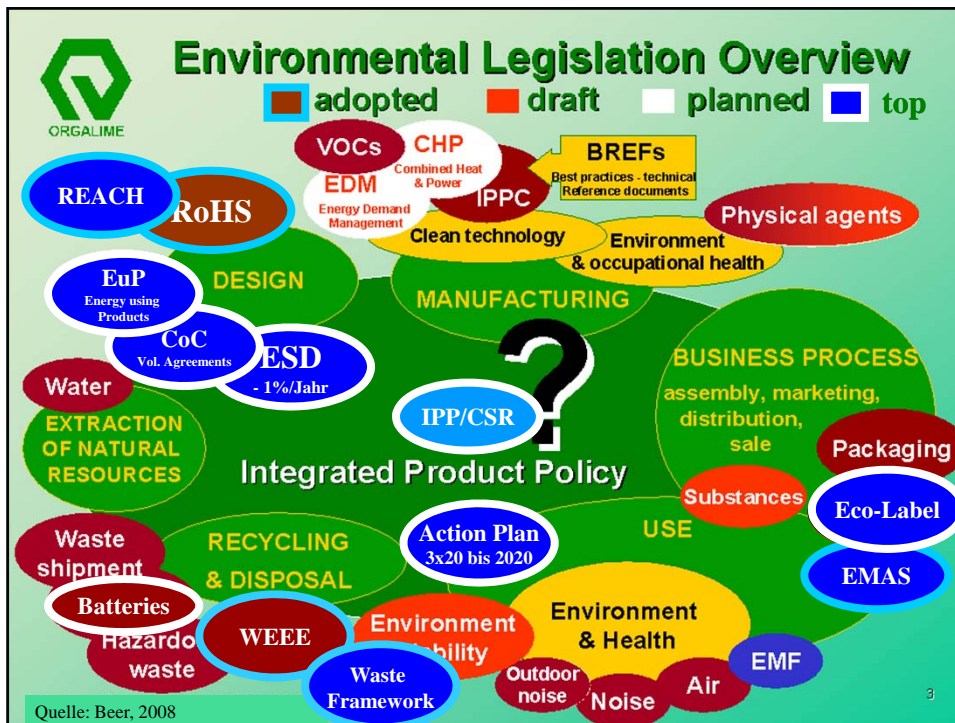 Environmental Legislation Overview
adopted draft planned top
ORGALIME
VOCs
CHP
Combined Heat
& Power
EDM
Energy Demand
Management
IPPC
BREFs
Best practices - technical
Reference documents
Clean technology
Environment
& occupational health
Physical agents
REACH
RoHS
DESIGN
MANUFACTURING
EuP
Energy using
Products
CoC
Vol. Agreements
ESD
- 1%/Jahr
?
BUSINESS PROCESS
assembly, marketing,
distribution,
sale
Water
EXTRACTION
OF NATURAL
RESOURCES
IPP/CSR
Integrated Product Policy
Packaging
Substances
Eco-Label
EMAS
USE
Action Plan
3x20 bis 2020
RECYCLING
& DISPOSAL
Waste
shipment
Batteries
Hazardo
waste
WEEE
Environment
bility
Waste
Framework
Environment
& Health
Outdoor
noise
Noise
Air
EMF
Quelle: Beer, 2008
3